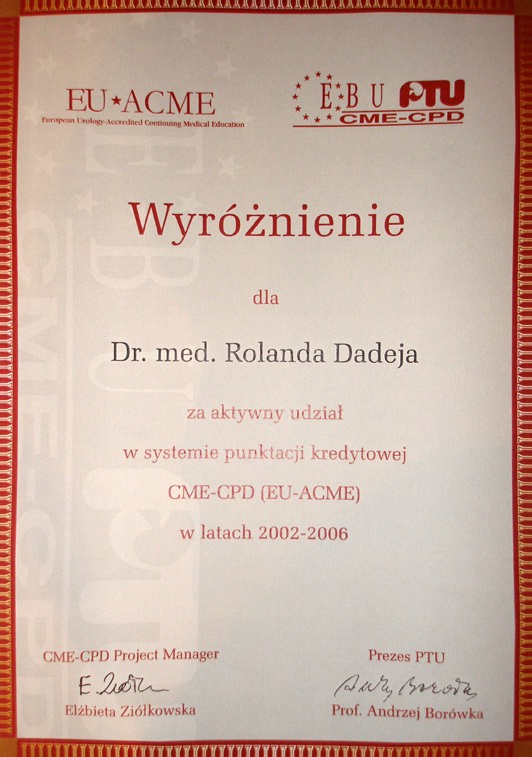 EU★ACME
European Urology-Accredited Continuing Medical Education
EBU PTU
CME-CPD
Wyróżnienie
dla
Dr. med. Rolanda Dadeja
za aktywny udział
w systemie punktacji kredytowej
CME-CPD (EU-ACME)
w latach 2002-2006
CME-CPD Project Manager
Elżbieta Ziółkowska
Prezes PTU
Prof. Andrzej Borówka